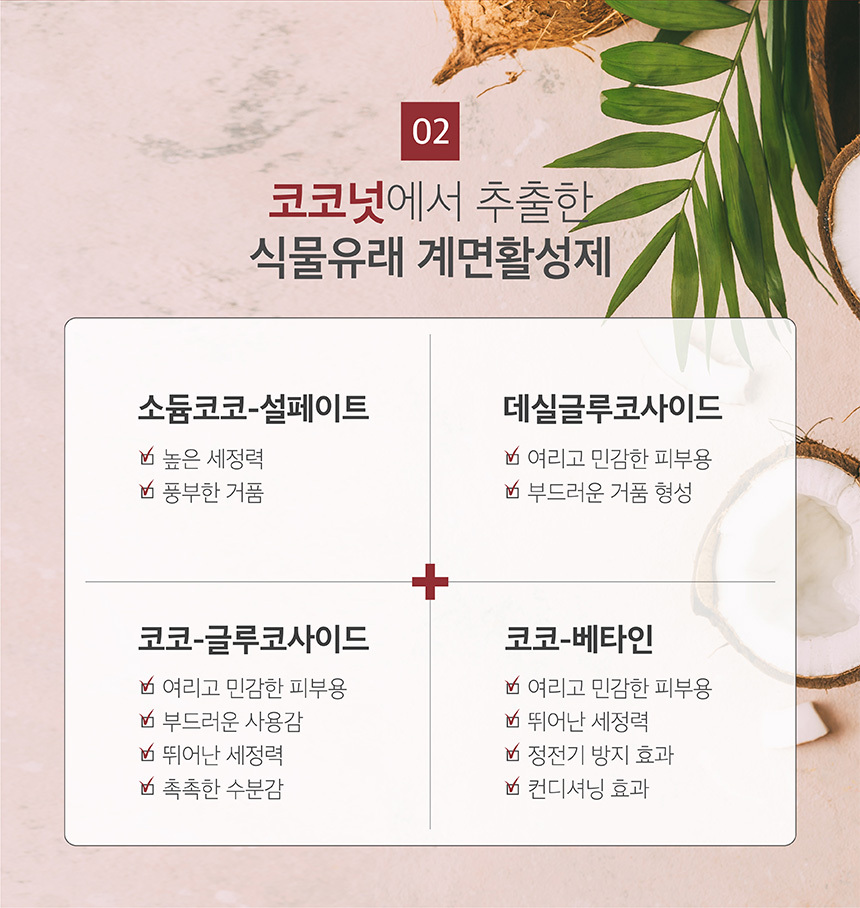 02
코코넛에서 추출한
식물유래 계면활성제
소듐코코-설페이트
높은 세정력
풍부한 거품
데실글루코사이드
여리고 민감한 피부용
부드러운 거품 형성
코코-글루코사이드
여리고 민감한 피부용
부드러운 사용감
뛰어난 세정력
촉촉한 수분감
코코-베타인
여리고 민감한 피부용
뛰어난 세정력
정전기 방지 효과
컨디셔닝 효과